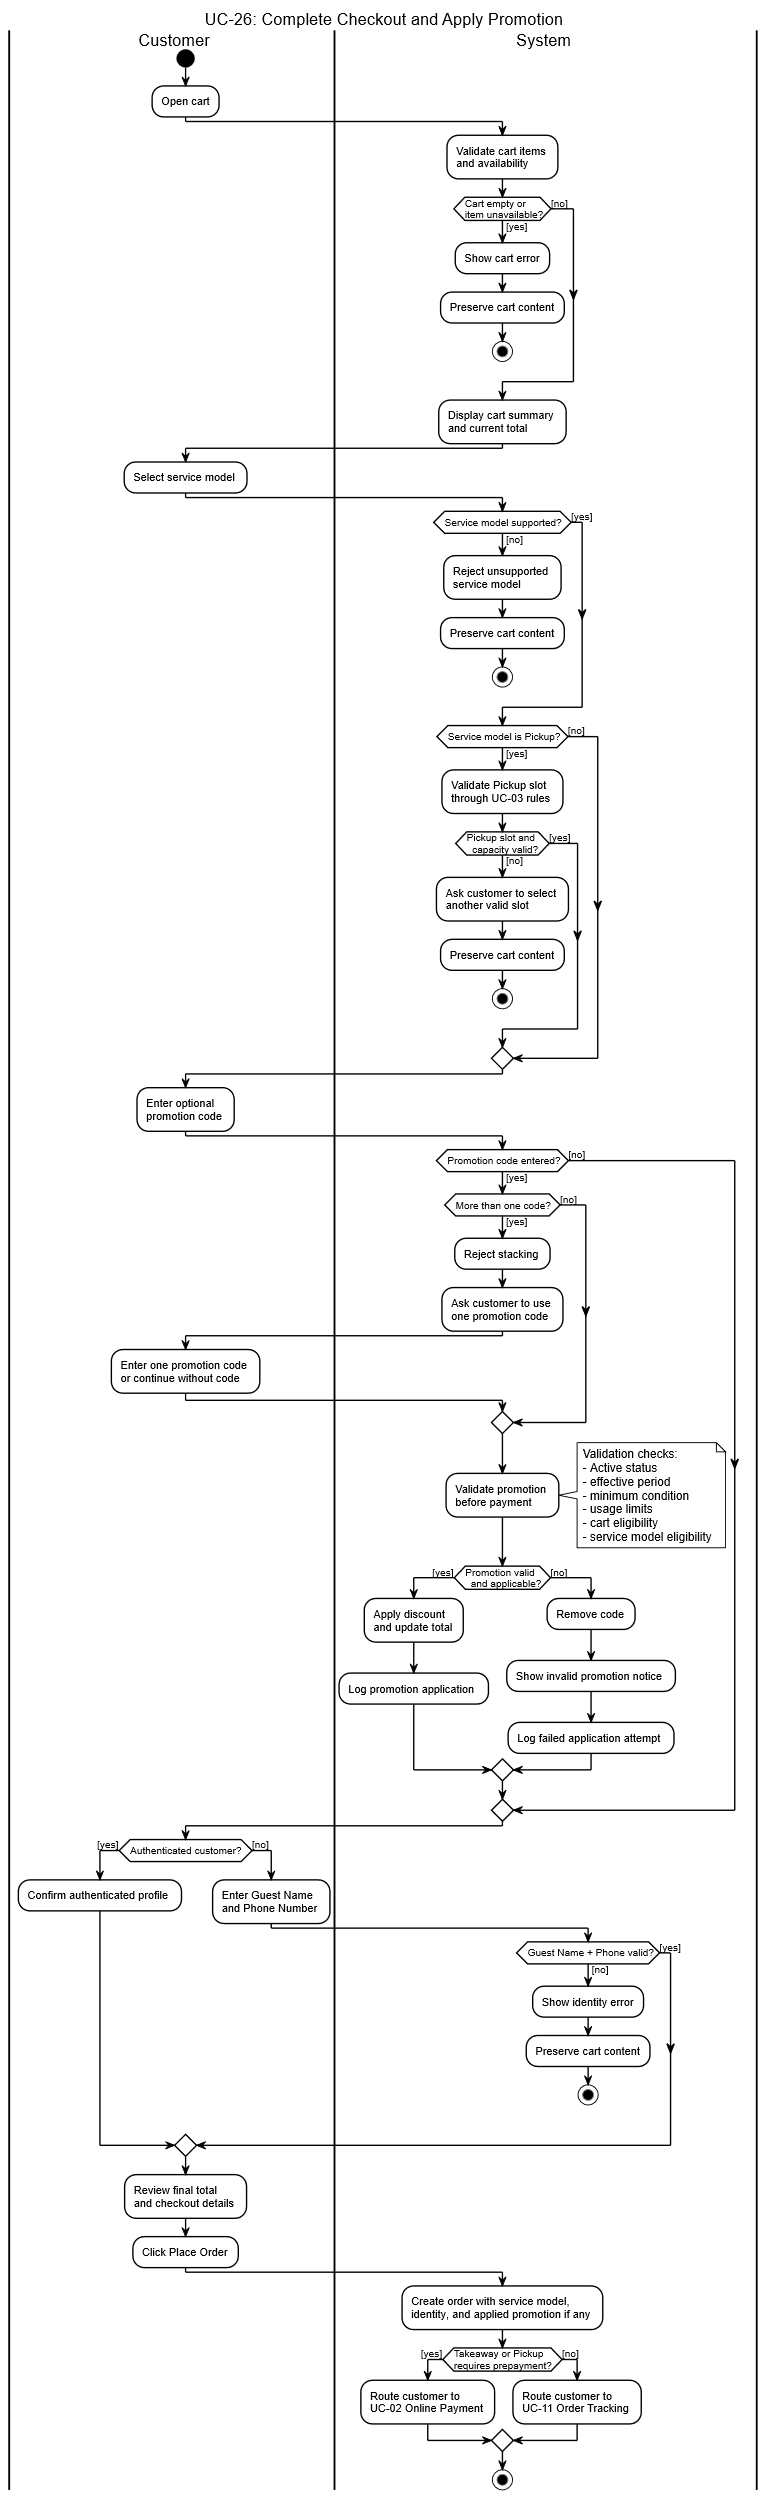 UC-26: Complete Checkout and Apply Promotion
Customer
System
Open cart
Validate cart items
and availability
Cart empty or
item unavailable?
[no]
[yes]
Show cart error
Preserve cart content
Display cart summary
and current total
Select service model
Service model supported?
[yes]
[no]
Reject unsupported
service model
Preserve cart content
Service model is Pickup?
[no]
[yes]
Validate Pickup slot
through UC-03 rules
Pickup slot and
capacity valid?
[yes]
[no]
Ask customer to select
another valid slot
Preserve cart content
Enter optional
promotion code
Promotion code entered?
[no]
[yes]
More than one code?
[no]
[yes]
Reject stacking
Ask customer to use
one promotion code
Enter one promotion code
or continue without code
Validation checks:
- Active status
- effective period
- minimum condition
- usage limits
- cart eligibility
- service model eligibility
Validate promotion
before payment
[yes]
Promotion valid
and applicable?
[no]
Apply discount
and update total
Remove code
Show invalid promotion notice
Log promotion application
Log failed application attempt
[yes]
Authenticated customer?
[no]
Confirm authenticated profile
Enter Guest Name
and Phone Number
Guest Name + Phone valid?
[yes]
[no]
Show identity error
Preserve cart content
Review final total
and checkout details
Click Place Order
Create order with service model,
identity, and applied promotion if any
[yes]
Takeaway or Pickup
requires prepayment?
[no]
Route customer to
UC-02 Online Payment
Route customer to
UC-11 Order Tracking